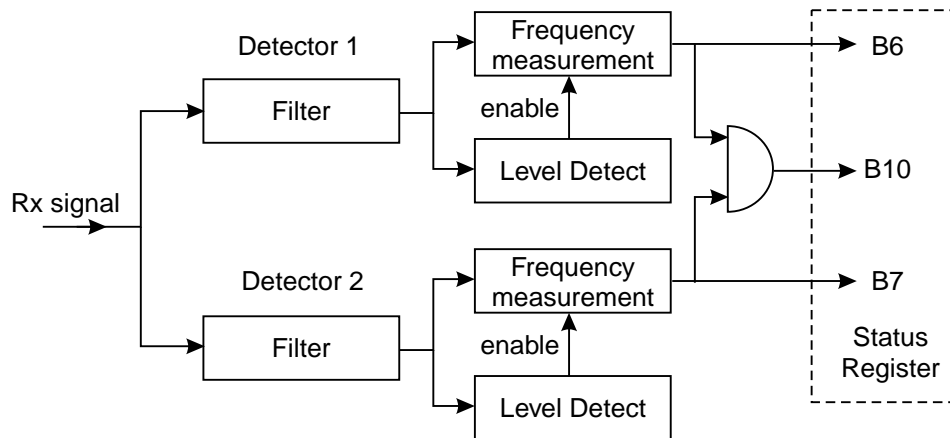 Detector 1
Filter
Frequency
measurement
enable
Level Detect
B6
B10
Rx signal
Detector 2
Filter
Frequency
measurement
enable
Level Detect
B7
Status
Register